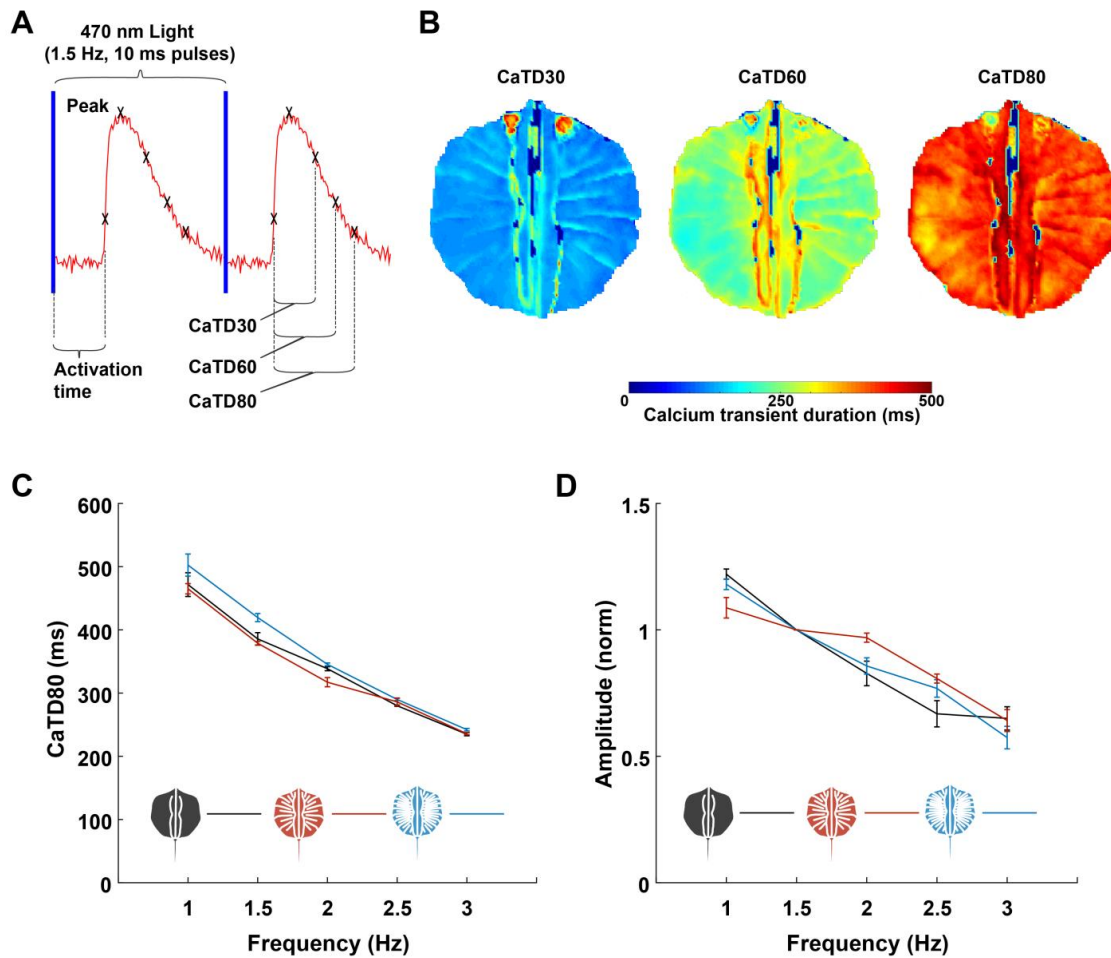 A
470 nm Light
(1.5 Hz, 10 ms pulses)
Peak
X
X
X
X
X
X
X
X
X
X
CaTD30
CaTD60
CaTD80
Activation
time
B
CaTD30
CaTD60
CaTD80
0
250
500
Calcium transient duration (ms)
C
600
500
400
300
200
100
0
CaTD80 (ms)
1
1.5
2
2.5
3
Frequency (Hz)
D
1.5
1
0.5
0
Amplitude (norm)
1
1.5
2
2.5
3
Frequency (Hz)